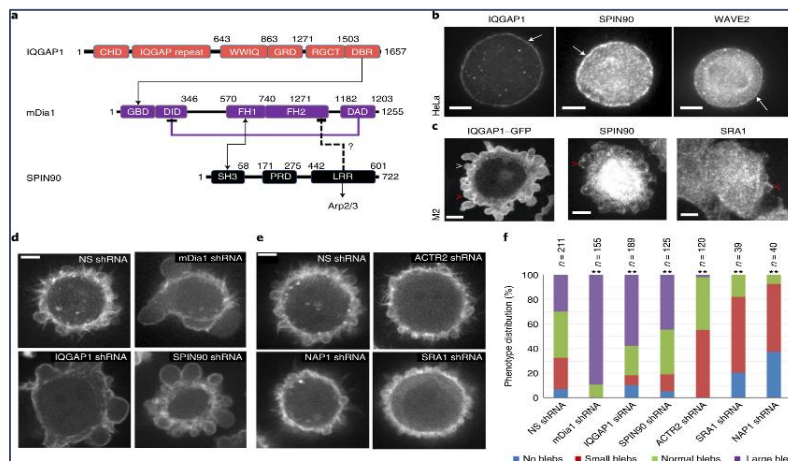 a
643 863 1271 1503
IQGAP1 1 CHD IQGAP repeat WWIQ GRD RGCT DBR 1657
346 570 740 1271 1182 1203
mDia1 1 GBD DID FH1 FH2 DAD 1255
?
58 171 275 442 601
SPIN90 1 SH3 PRD LRR 722
Arp2/3
b
IQGAP1 SPIN90 WAVE2
HeLa
c
IQGAP1–GFP SPIN90 SRA1
M2
d
NS shRNA mDia1 shRNA
IQGAP1 shRNA SPIN90 shRNA
e
NS shRNA ACTR2 shRNA
NAP1 shRNA SRA1 shRNA
f
n = 211 n = 155 n = 189 n = 125 n = 120 n = 39 n = 40
** ** ** ** ** **
Phenotype distribution (%)
100
80
60
40
20
0
NS shRNA mDia1 shRNA IQGAP1 shRNA SPIN90 shRNA ACTR2 shRNA SRA1 shRNA NAP1 shRNA
No blebs Small blebs Normal blebs Large ble